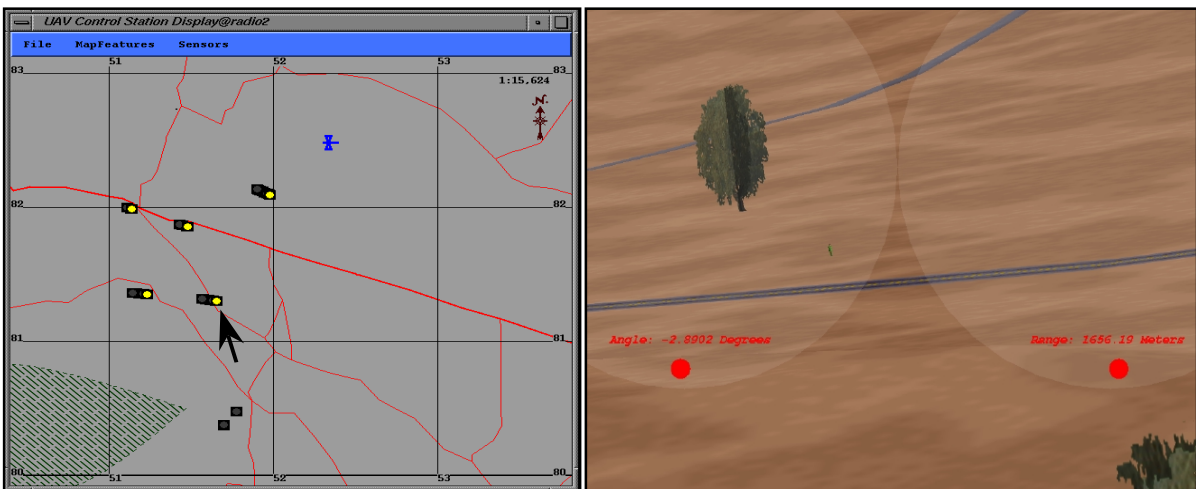 UAV Control Station Display@radio2
File MapFeatures Sensors
51 52 53
83 83
1:15,624
N
82 82
81 81
80 80
51 52 53
Angle: -2.8902 Degrees Range: 1656.19 Meters